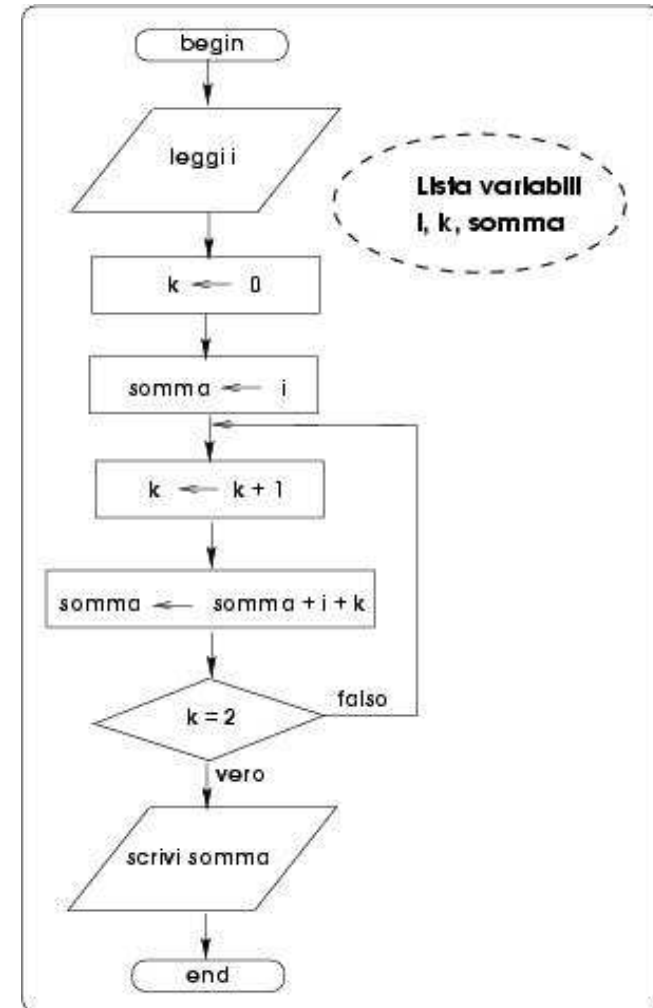 begin
leggi i
Lista variabili
i, k, somma
k ← 0
somma ← i
k ← k + 1
somma ← somma + i + k
k = 2
falso
vero
scrivi somma
end